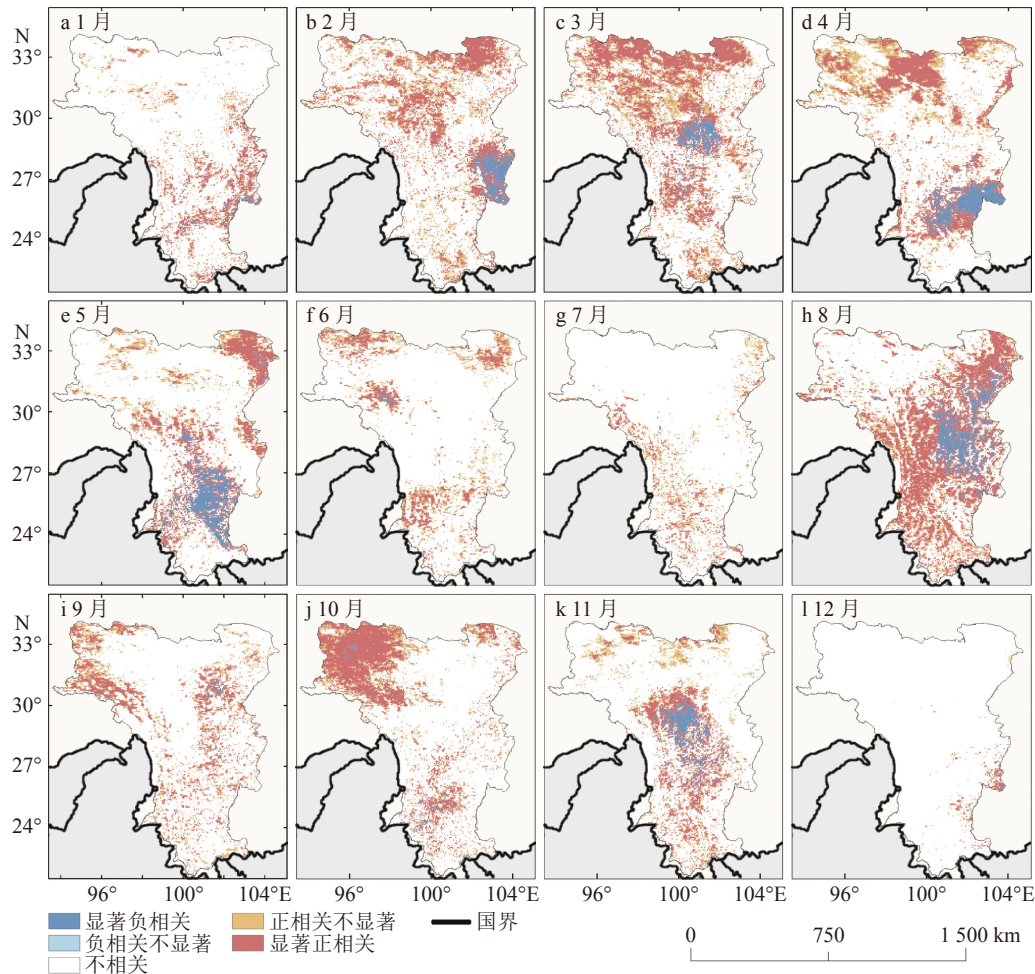 a 1 月
b 2 月
c 3 月
d 4 月
N
33°
30°
27°
24°
e 5 月
f 6 月
g 7 月
h 8 月
33°
30°
27°
24°
i 9 月
j 10 月
k 11 月
l 12 月
N
33°
30°
27°
24°
96° 100° 104°E
96° 100° 104°E
96° 100° 104°E
96° 100° 104°E
显著负相关
正相关不显著
国界
负相关不显著
显著正相关
不相关
0 750 1 500 km